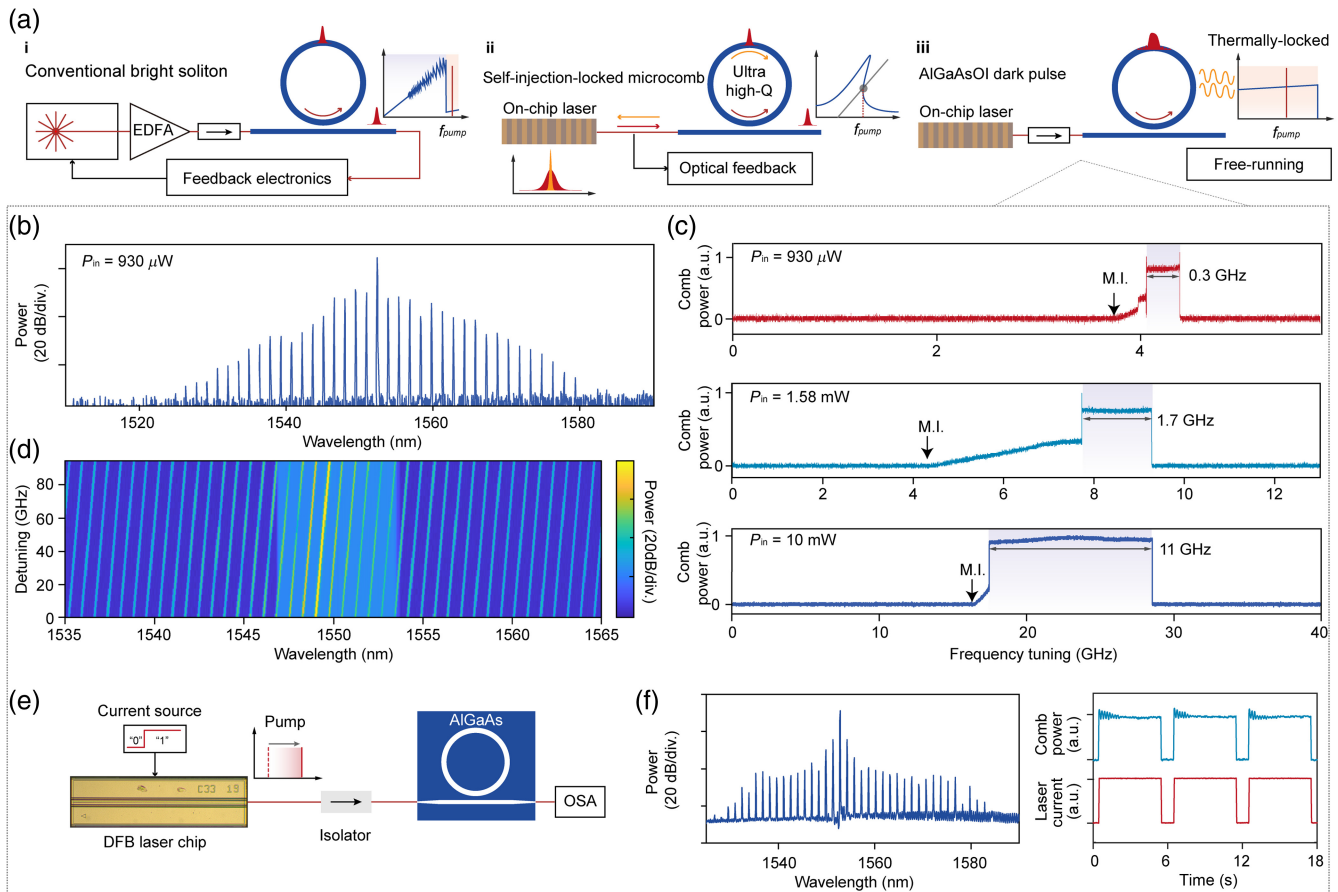 (a)
i
Conventional bright soliton
EDFA
Feedback electronics
f_pump
ii
Self-injection-locked microcomb
On-chip laser
Ultra
high-Q
Optical feedback
f_pump
iii
AlGaAsOI dark pulse
On-chip laser
Thermally-locked
f_pump
Free-running
(b)
P_in = 930 μW
Power
(20 dB/div.)
1520 1540 1560 1580
Wavelength (nm)
(c)
P_in = 930 μW
Comb
power (a.u.)
1
0
M.I.
0.3 GHz
0 2 4
P_in = 1.58 mW
Comb
power (a.u.)
1
0
M.I.
1.7 GHz
0 2 4 6 8 10 12
P_in = 10 mW
Comb
power (a.u.)
1
0
M.I.
11 GHz
0 10 20 30 40
Frequency tuning (GHz)
(d)
Detuning (GHz)
80
60
40
20
0
1535 1540 1545 1550 1555 1560 1565
Wavelength (nm)
Power (20dB/div.)
(e)
Current source
"0" "1"
Pump
DFB laser chip
C33 19
Isolator
AlGaAs
OSA
(f)
Power
(20 dB/div.)
1540 1560 1580
Wavelength (nm)
Comb
power
(a.u.)
Laser
current
(a.u.)
0 6 12 18
Time (s)